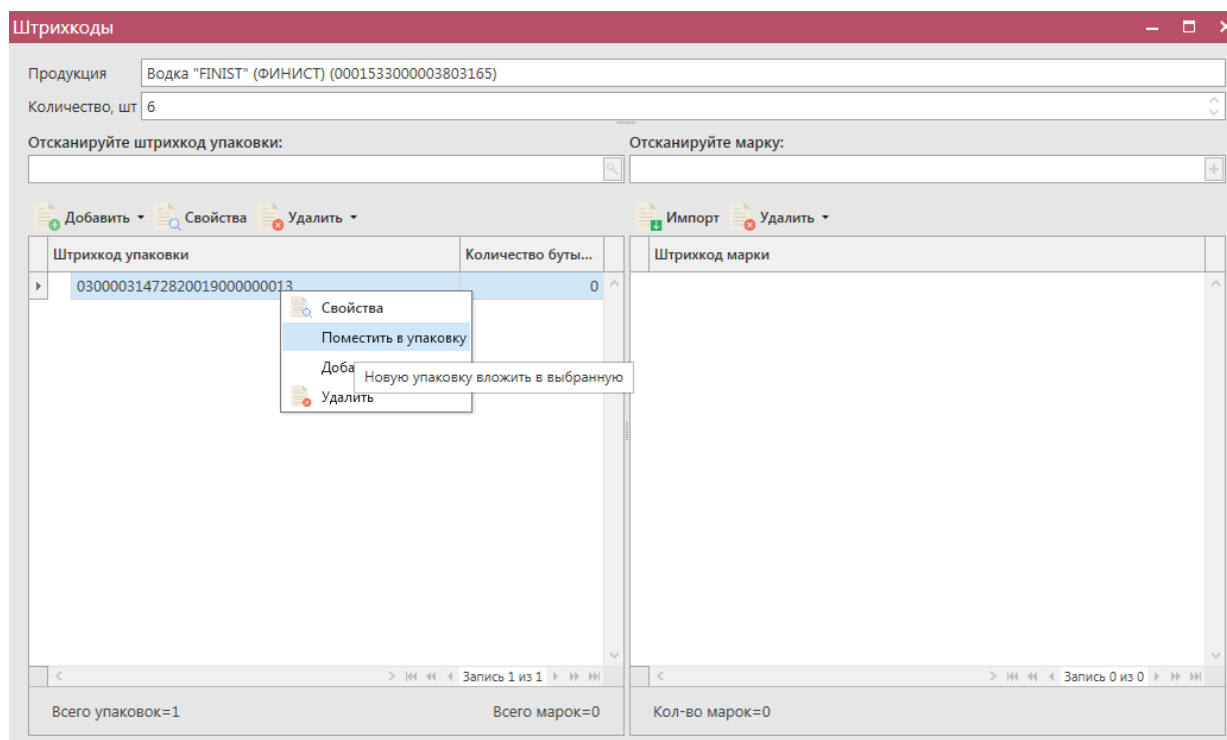 Штрихкоды
Продукция Водка "FINIST" (ФИНИСТ) (0001533000003803165)
Количество, шт 6
Отсканируйте штрихкод упаковки: Отсканируйте марку:
Добавить Свойства Удалить Импорт Удалить
Штрихкод упаковки Количество буты... Штрихкод марки
03000031472820019000000013 0
Свойства
Поместить в упаковку
Доба
Новую упаковку вложить в выбранную
Удалить
Запись 1 из 1 Запись 0 из 0
Всего упаковок=1 Всего марок=0 Кол-во марок=0